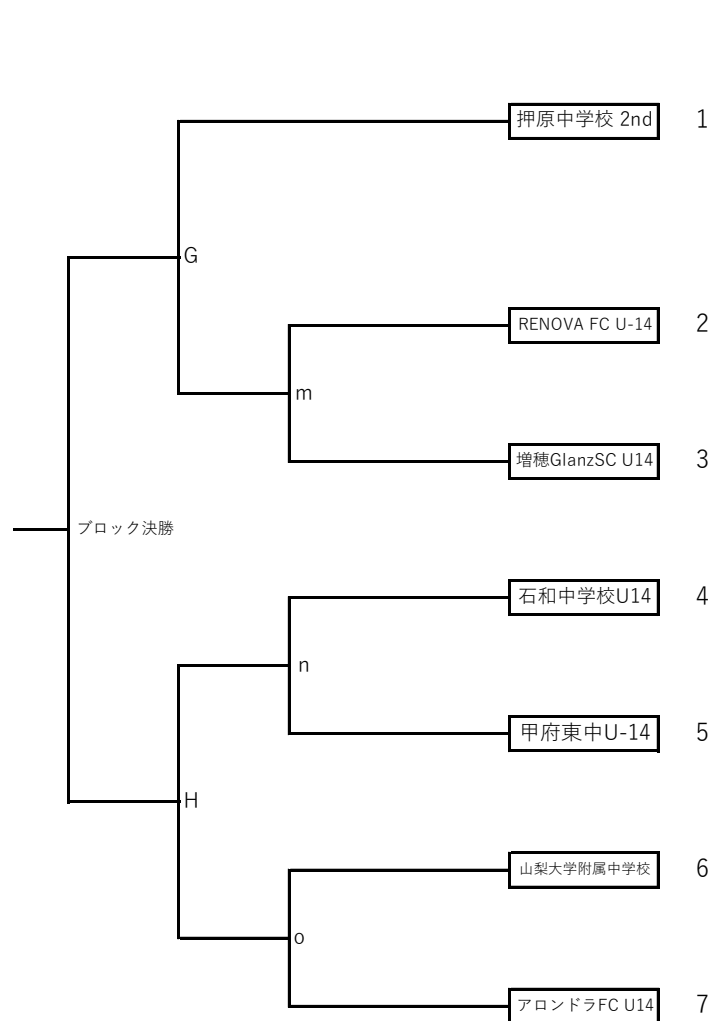 押原中学校 2nd 1
G
RENOVA FC U-14 2
m
増穂GlanzSC U14 3
ブロック決勝
石和中学校U14 4
n
甲府東中U-14 5
H
山梨大学附属中学校 6
o
アロンドラFC U14 7